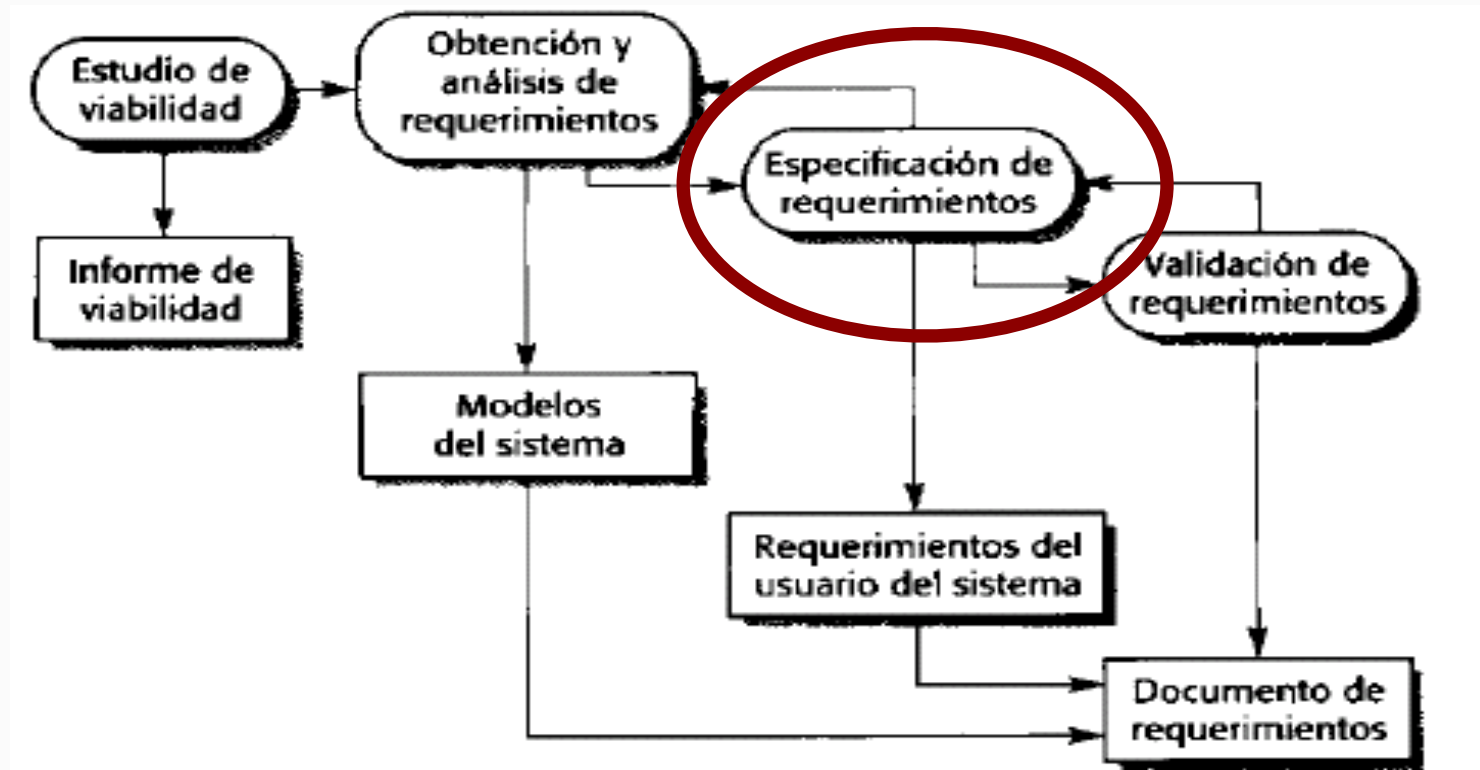 Estudio de
viabilidad
Obtención y
análisis de
requerimientos
Especificación de
requerimientos
Informe de
viabilidad
Validación de
requerimientos
Modelos
del sistema
Requerimientos del
usuario del sistema
Documento de
requerimientos